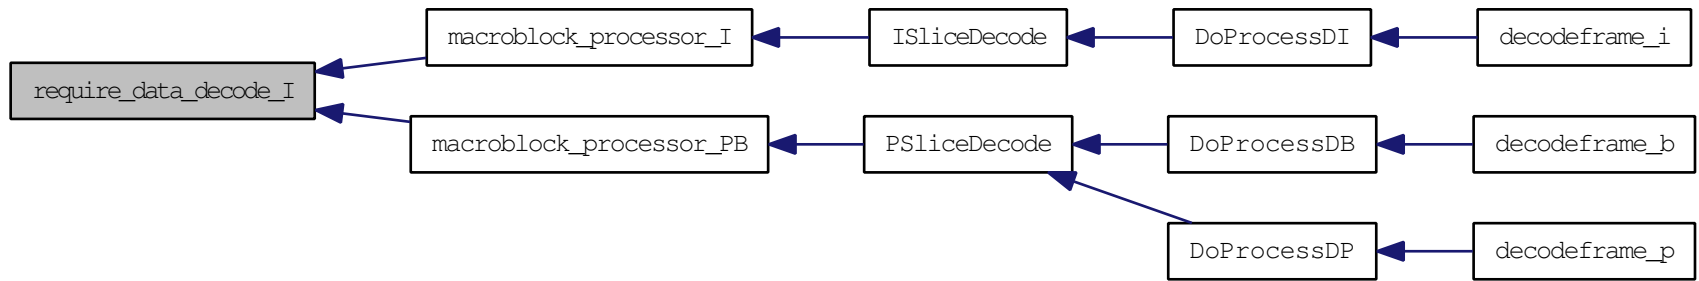 require_data_decode_I
macroblock_processor_I
ISliceDecode
DoProcessDI
decodeframe_i
macroblock_processor_PB
PSliceDecode
DoProcessDB
decodeframe_b
DoProcessDP
decodeframe_p